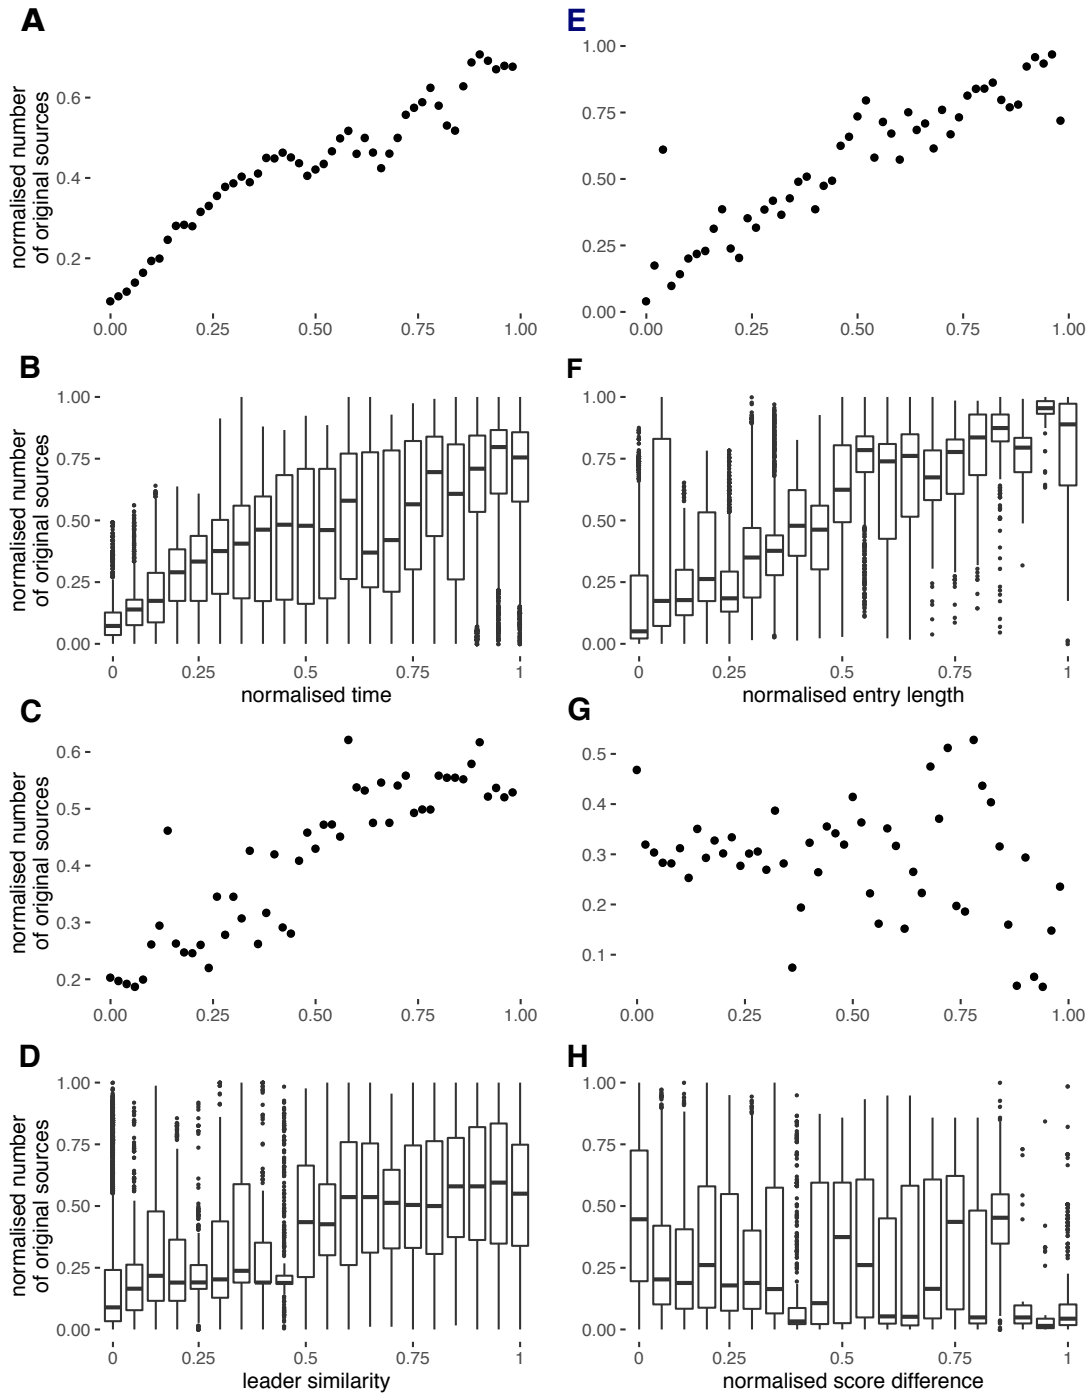 A
normalised number
of original sources
0.6
0.4
0.2
0.00 0.25 0.50 0.75 1.00
E
1.00
0.75
0.50
0.25
0.00
0.00 0.25 0.50 0.75 1.00
B
normalised number
of original sources
1.00
0.75
0.50
0.25
0.00
0 0.25 0.5 0.75 1
normalised time
F
1.00
0.75
0.50
0.25
0.00
0 0.25 0.5 0.75 1
normalised entry length
C
normalised number
of original sources
0.6
0.5
0.4
0.3
0.2
0.00 0.25 0.50 0.75 1.00
G
0.5
0.4
0.3
0.2
0.1
0.00 0.25 0.50 0.75 1.00
D
normalised number
of original sources
1.00
0.75
0.50
0.25
0.00
0 0.25 0.5 0.75 1
leader similarity
H
1.00
0.75
0.50
0.25
0.00
0 0.25 0.5 0.75 1
normalised score difference